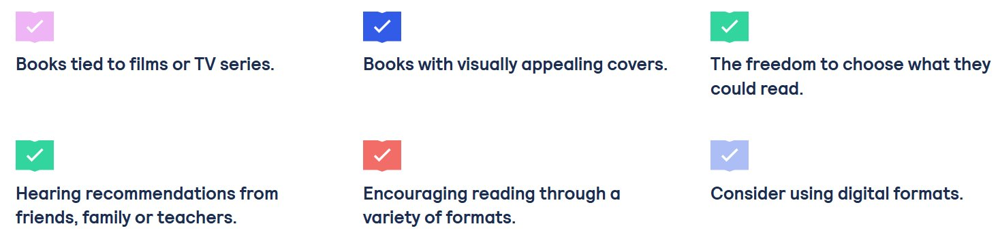 Books tied to films or TV series.
Books with visually appealing covers.
The freedom to choose what they
could read.
Hearing recommendations from
friends, family or teachers.
Encouraging reading through a
variety of formats.
Consider using digital formats.